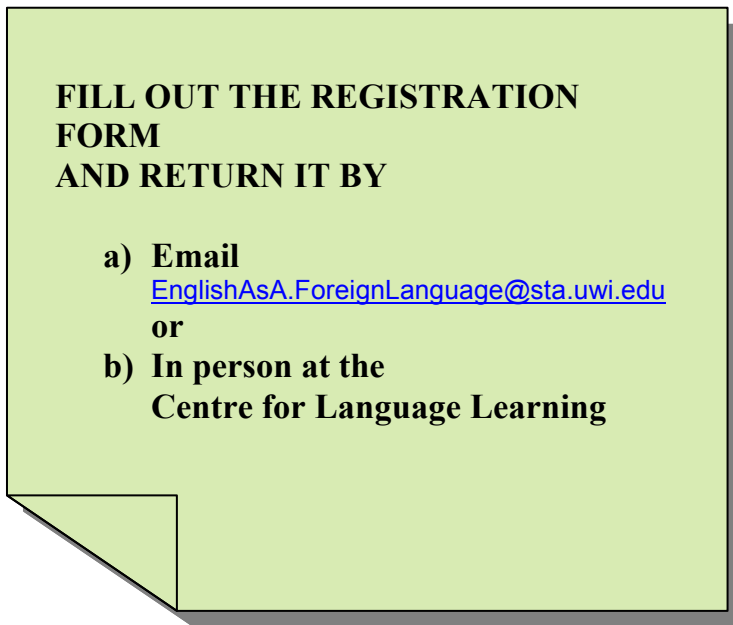 FILL OUT THE REGISTRATION
FORM
AND RETURN IT BY
a) Email
EnglishAsA.ForeignLanguage@sta.uwi.edu
or
b) In person at the
Centre for Language Learning